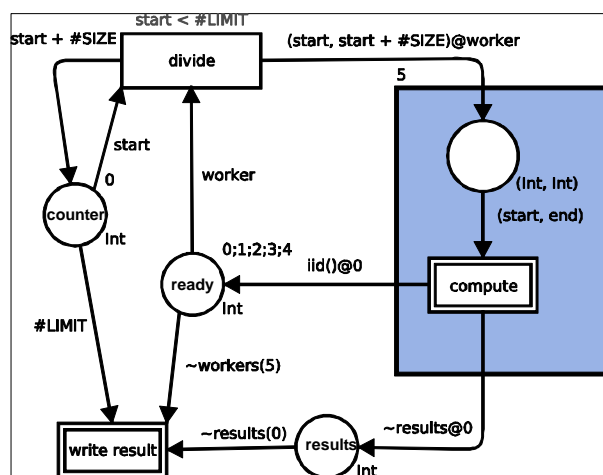 start < #LIMIT
start + #SIZE
(start, start + #SIZE)@worker
divide
5
start
worker
0
(Int, Int)
counter
Int
(start, end)
0;1;2;3;4
iid()@0
ready
compute
Int
#LIMIT
~workers(5)
~results(0)
~results@0
write result
results
Int